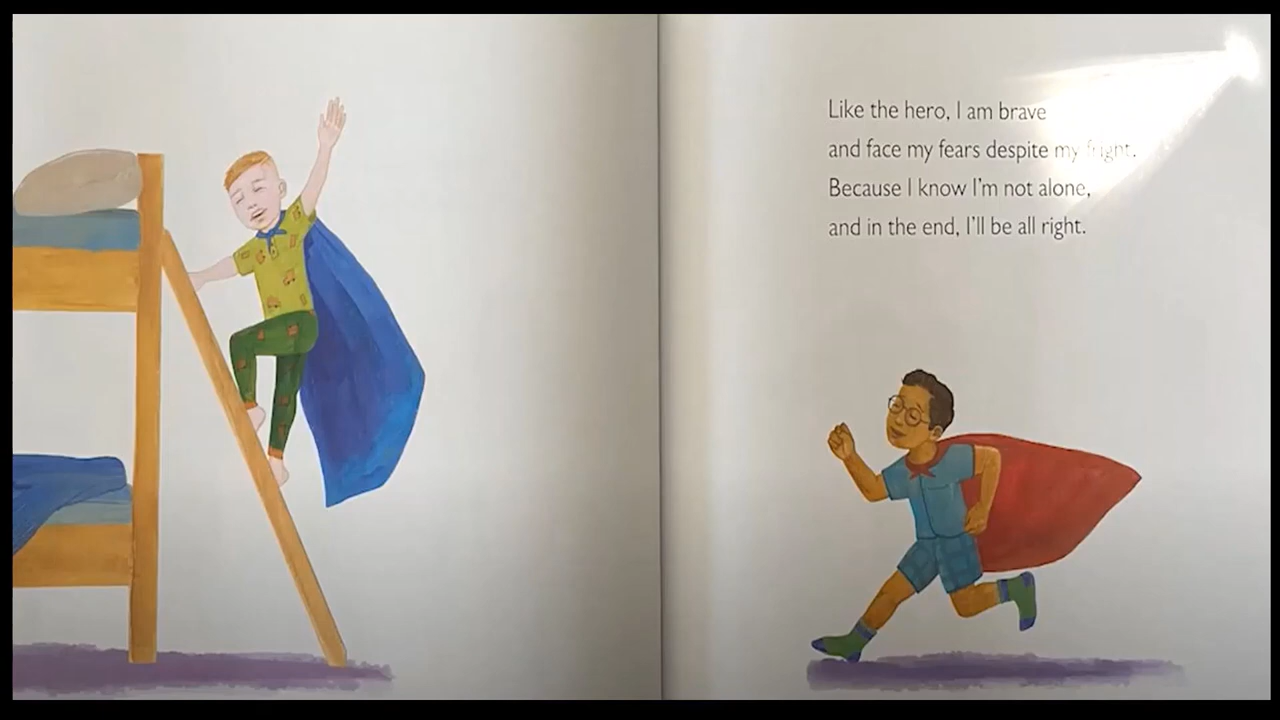 Like the hero, I am brave
and face my fears despite my fright.
Because I know I'm not alone,
and in the end, I'll be all right.